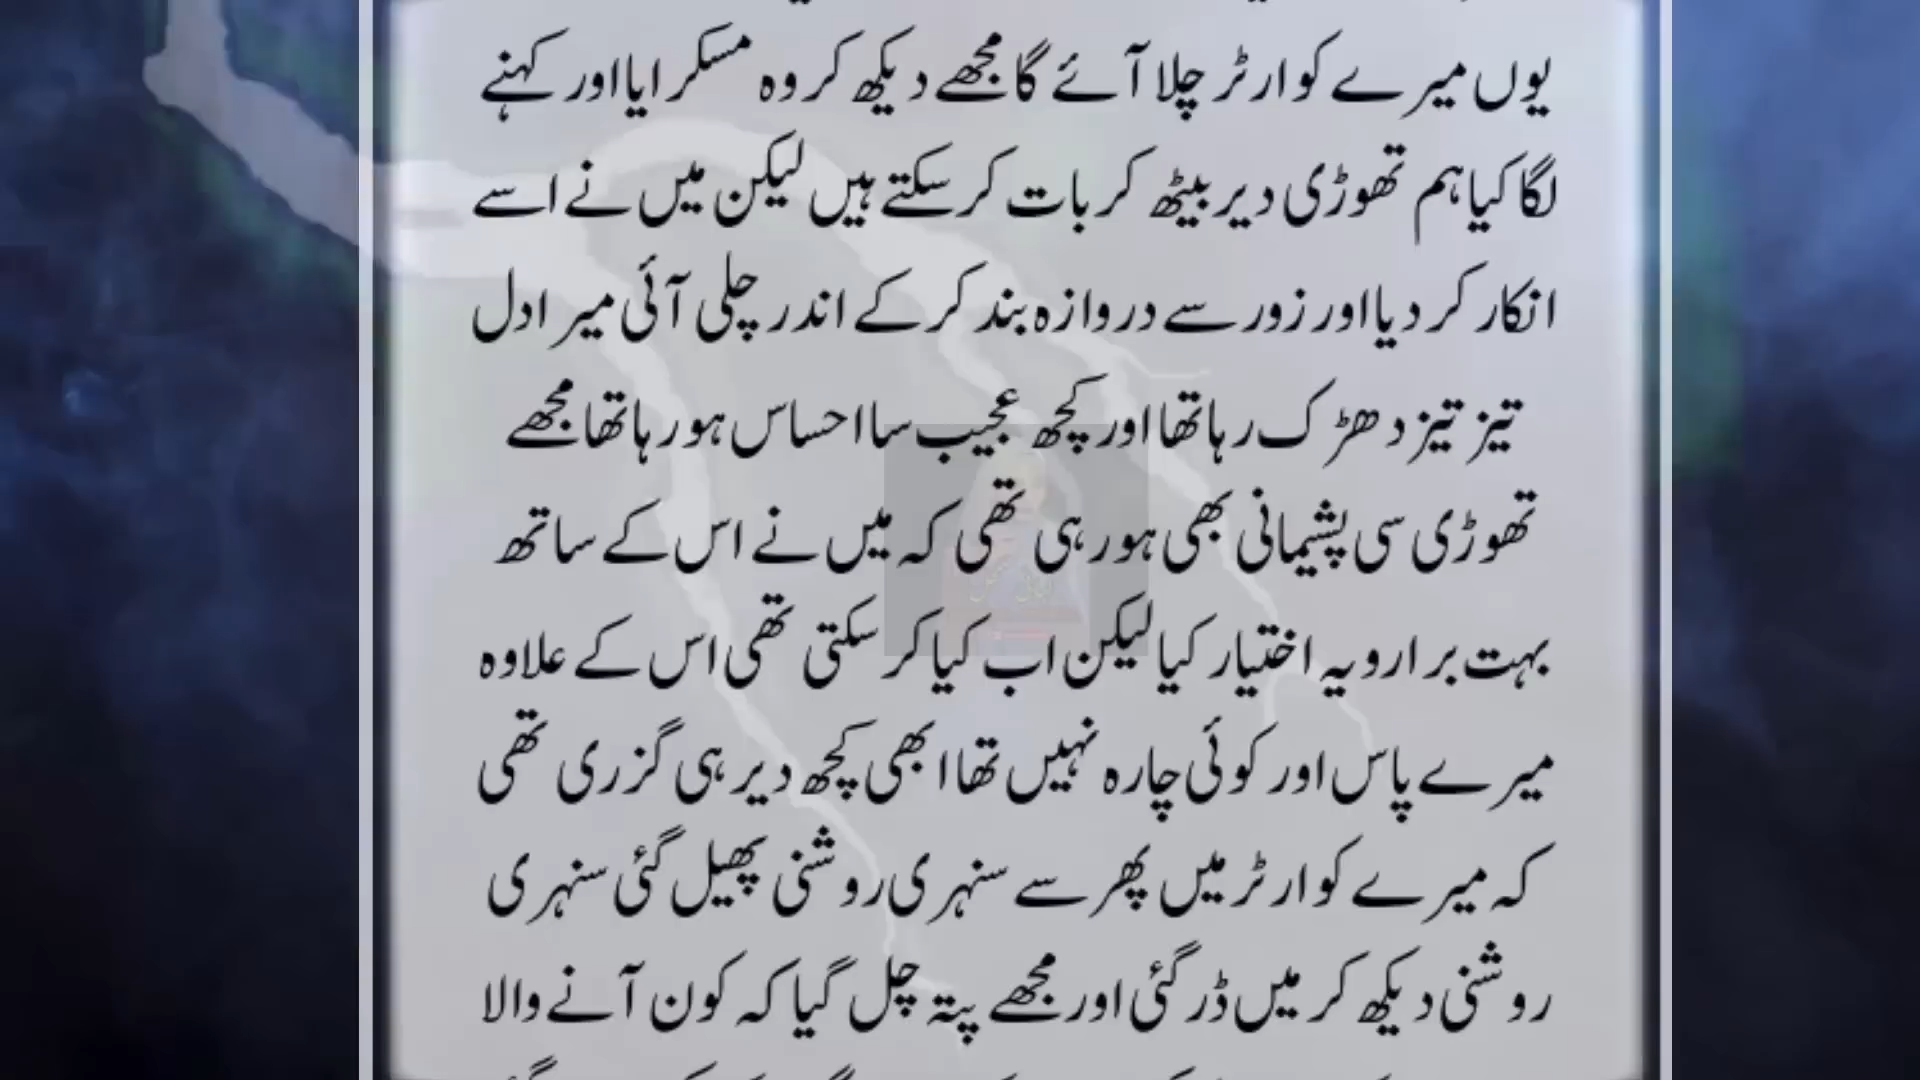 یوں میرے کوارٹر چلا آئے گا مجھے دیکھ کر وہ مسکرایا اور کہنے
لگا کیا ہم تھوڑی دیر بیٹھ کر بات کر سکتے ہیں لیکن میں نے اسے
انکار کر دیا اور زور سے دروازہ بند کر کے اندر چلی آئی میرا دل
تیز تیز دھڑک رہا تھا اور کچھ عجیب سا احساس ہو رہا تھا مجھے
تھوڑی سی پشیمانی بھی ہو رہی تھی کہ میں نے اس کے ساتھ
بہت برا رویہ اختیار کیا لیکن اب کیا کر سکتی تھی اس کے علاوہ
میرے پاس اور کوئی چارہ نہیں تھا ابھی کچھ دیر ہی گزری تھی
کہ میرے کوارٹر میں پھر سے سنہری روشنی پھیل گئی سنہری
روشنی دیکھ کر میں ڈر گئی اور مجھے پتہ چل گیا کہ کون آنے والا